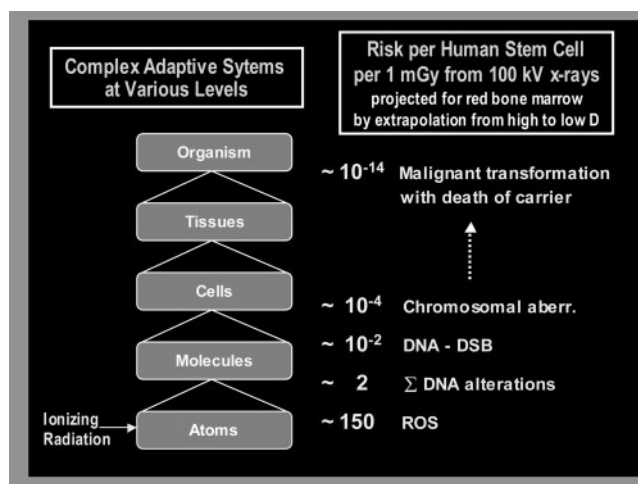 Complex Adaptive Sytems
at Various Levels
Risk per Human Stem Cell
per 1 mGy from 100 kV x-rays
projected for red bone marrow
by extrapolation from high to low D
Organism
~ 10⁻¹⁴ Malignant transformation
with death of carrier
Tissues
Cells
~ 10⁻⁴ Chromosomal aberr.
Molecules
~ 10⁻² DNA - DSB
~ 2 ∑ DNA alterations
Ionizing
Radiation
Atoms
~ 150 ROS